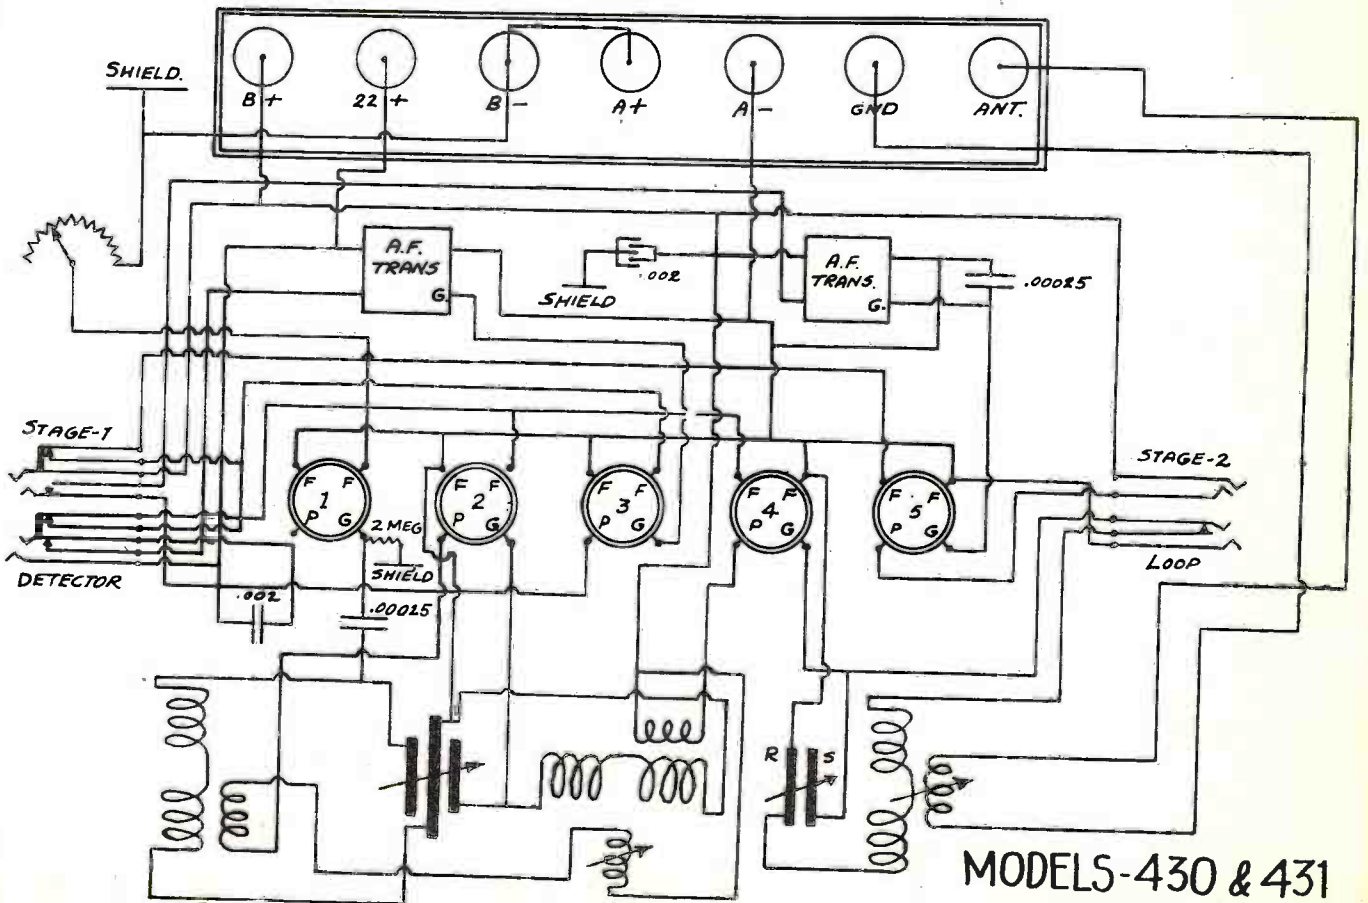 B+ 22+ B- A+ A- GND ANT.
SHIELD.
A.F.
TRANS
G.
.002
SHIELD
A.F.
TRANS.
G.
.00025
STAGE-1
DETECTOR
F F
1
P G
2 MEG
SHIELD
F F
2
P G
F F
3
P G
F F
4
P G
F F
5
P G
STAGE-2
LOOP
.002
.00025
R S
MODELS-430 & 431